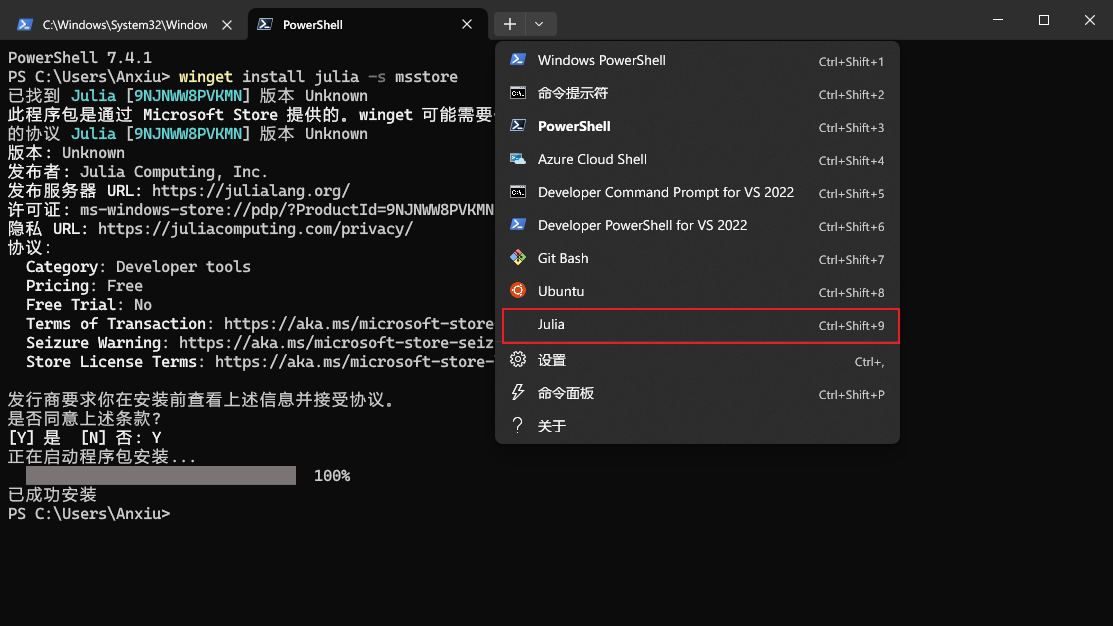 C:\Windows\System32\Window
PowerShell
PowerShell 7.4.1
PS C:\Users\Anxiu> winget install julia -s msstore
已找到 Julia [9NJNWW8PVKMN] 版本 Unknown
此程序包是通过 Microsoft Store 提供的。winget 可能需要
的协议 Julia [9NJNWW8PVKMN] 版本 Unknown
版本: Unknown
发布者: Julia Computing, Inc.
发布服务器 URL: https://julialang.org/
许可证: ms-windows-store://pdp/?ProductId=9NJNWW8PVKMN
隐私 URL: https://juliacomputing.com/privacy/
协议:
Category: Developer tools
Pricing: Free
Free Trial: No
Terms of Transaction: https://aka.ms/microsoft-store
Seizure Warning: https://aka.ms/microsoft-store-seiz
Store License Terms: https://aka.ms/microsoft-store-
发行商要求你在安装前查看上述信息并接受协议。
是否同意上述条款?
[Y] 是 [N] 否: Y
正在启动程序包安装...
100%
已成功安装
PS C:\Users\Anxiu>
Windows PowerShell Ctrl+Shift+1
命令提示符 Ctrl+Shift+2
PowerShell Ctrl+Shift+3
Azure Cloud Shell Ctrl+Shift+4
Developer Command Prompt for VS 2022 Ctrl+Shift+5
Developer PowerShell for VS 2022 Ctrl+Shift+6
Git Bash Ctrl+Shift+7
Ubuntu Ctrl+Shift+8
Julia Ctrl+Shift+9
设置 Ctrl+,
命令面板 Ctrl+Shift+P
关于